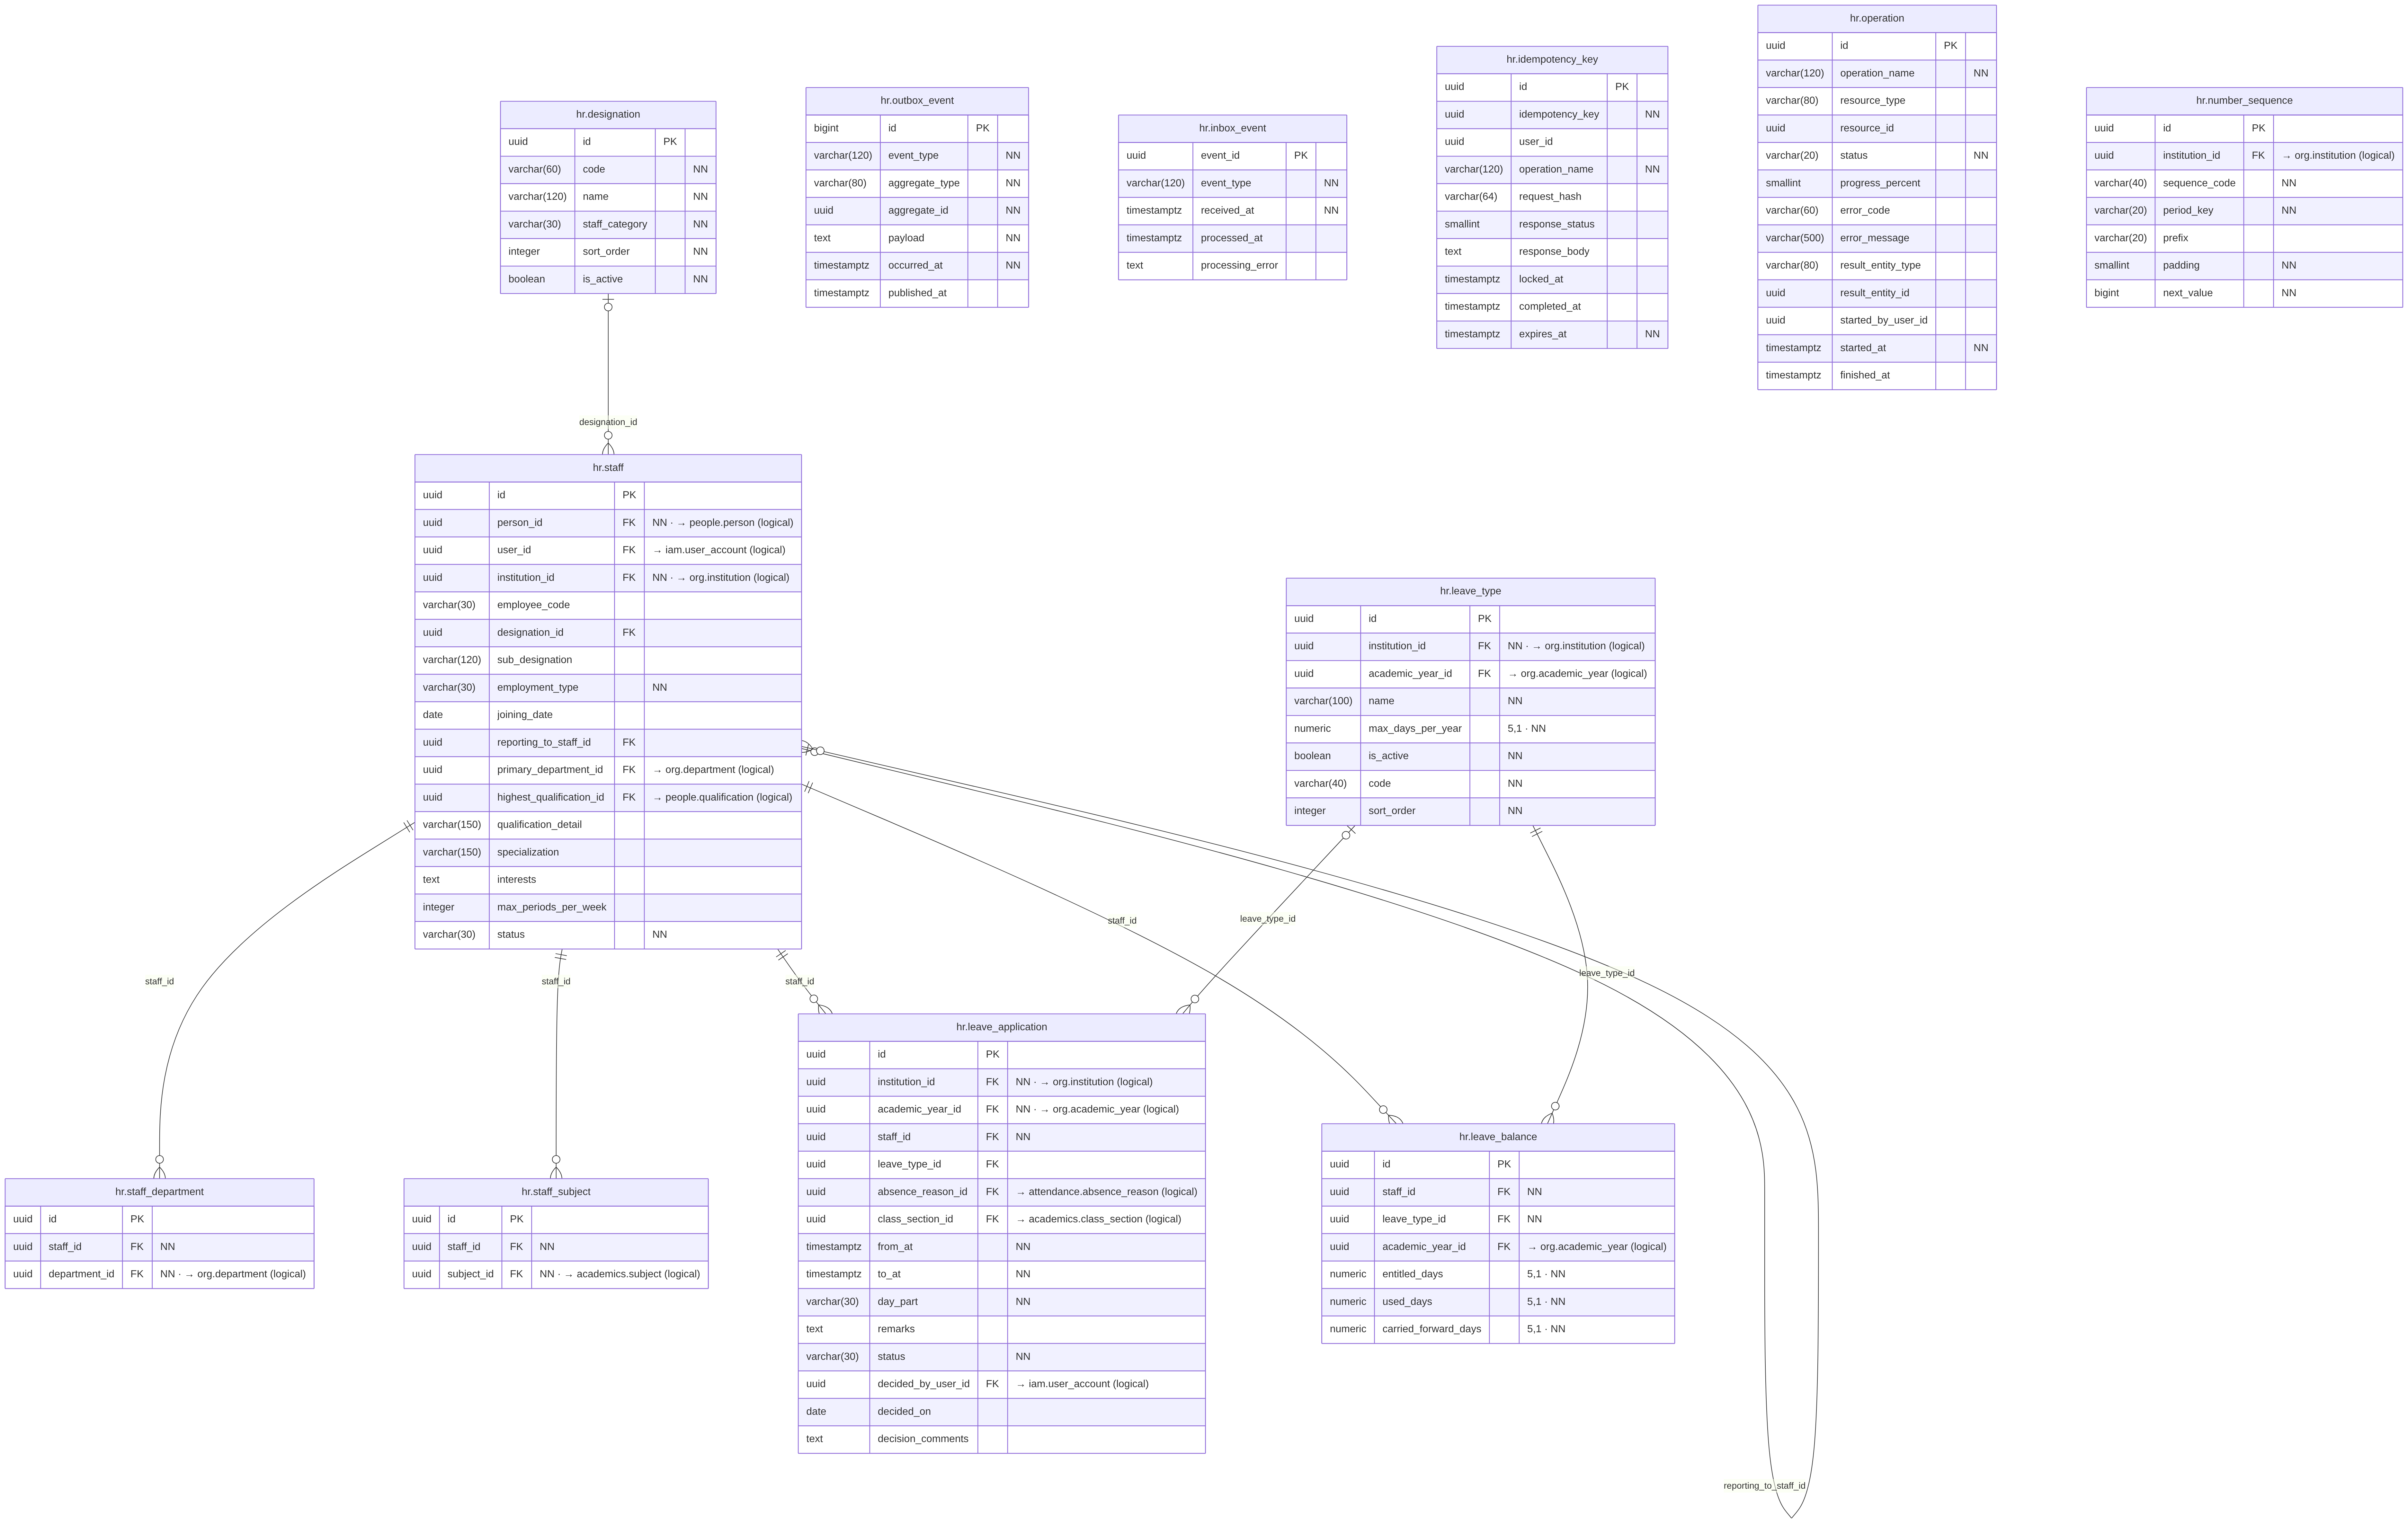 hr.operation
uuid id PK
varchar(120) operation_name NN
varchar(80) resource_type
uuid resource_id
varchar(20) status NN
smallint progress_percent
varchar(60) error_code
varchar(500) error_message
varchar(80) result_entity_type
uuid result_entity_id
uuid started_by_user_id
timestamptz started_at NN
timestamptz finished_at
hr.idempotency_key
uuid id PK
uuid idempotency_key NN
uuid user_id
varchar(120) operation_name NN
varchar(64) request_hash
smallint response_status
text response_body
timestamptz locked_at
timestamptz completed_at
timestamptz expires_at NN
hr.designation
uuid id PK
varchar(60) code NN
varchar(120) name NN
varchar(30) staff_category NN
integer sort_order NN
boolean is_active NN
hr.outbox_event
bigint id PK
varchar(120) event_type NN
varchar(80) aggregate_type NN
uuid aggregate_id NN
text payload NN
timestamptz occurred_at NN
timestamptz published_at
hr.inbox_event
uuid event_id PK
varchar(120) event_type NN
timestamptz received_at NN
timestamptz processed_at
text processing_error
hr.number_sequence
uuid id PK
uuid institution_id FK → org.institution (logical)
varchar(40) sequence_code NN
varchar(20) period_key NN
varchar(20) prefix
smallint padding NN
bigint next_value NN
designation_id
hr.staff
uuid id PK
uuid person_id FK NN · → people.person (logical)
uuid user_id FK → iam.user_account (logical)
uuid institution_id FK NN · → org.institution (logical)
varchar(30) employee_code
uuid designation_id FK
varchar(120) sub_designation
varchar(30) employment_type NN
date joining_date
uuid reporting_to_staff_id FK
uuid primary_department_id FK → org.department (logical)
uuid highest_qualification_id FK → people.qualification (logical)
varchar(150) qualification_detail
varchar(150) specialization
text interests
integer max_periods_per_week
varchar(30) status NN
hr.leave_type
uuid id PK
uuid institution_id FK NN · → org.institution (logical)
uuid academic_year_id FK → org.academic_year (logical)
varchar(100) name NN
numeric max_days_per_year 5,1 · NN
boolean is_active NN
varchar(40) code NN
integer sort_order NN
staff_id
leave_type_id
staff_id
staff_id
staff_id
leave_type_id
hr.staff_department
uuid id PK
uuid staff_id FK NN
uuid department_id FK NN · → org.department (logical)
hr.staff_subject
uuid id PK
uuid staff_id FK NN
uuid subject_id FK NN · → academics.subject (logical)
hr.leave_application
uuid id PK
uuid institution_id FK NN · → org.institution (logical)
uuid academic_year_id FK NN · → org.academic_year (logical)
uuid staff_id FK NN
uuid leave_type_id FK
uuid absence_reason_id FK → attendance.absence_reason (logical)
uuid class_section_id FK → academics.class_section (logical)
timestamptz from_at NN
timestamptz to_at NN
varchar(30) day_part NN
text remarks
varchar(30) status NN
uuid decided_by_user_id FK → iam.user_account (logical)
date decided_on
text decision_comments
hr.leave_balance
uuid id PK
uuid staff_id FK NN
uuid leave_type_id FK NN
uuid academic_year_id FK → org.academic_year (logical)
numeric entitled_days 5,1 · NN
numeric used_days 5,1 · NN
numeric carried_forward_days 5,1 · NN
reporting_to_staff_id